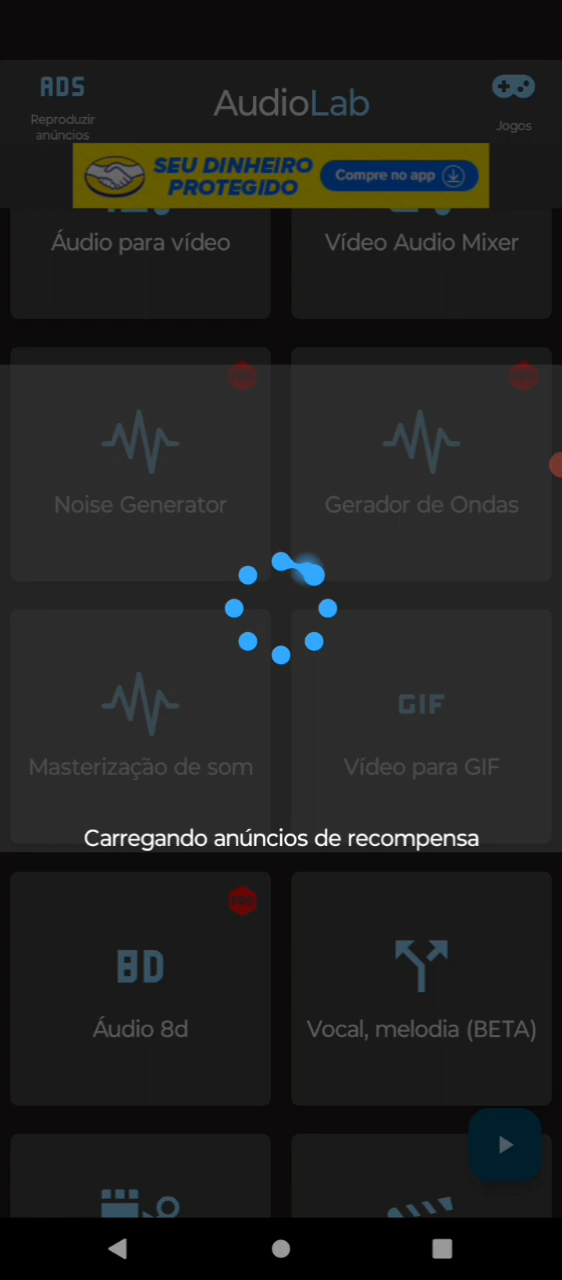 ADS
Reproduzir
anúncios
AudioLab
Jogos
SEU DINHEIRO
PROTEGIDO
Compre no app
Áudio para vídeo
Vídeo Audio Mixer
Noise Generator
Gerador de Ondas
Masterização de som
GIF
Vídeo para GIF
Carregando anúncios de recompensa
8D
Áudio 8d
Vocal, melodia (BETA)